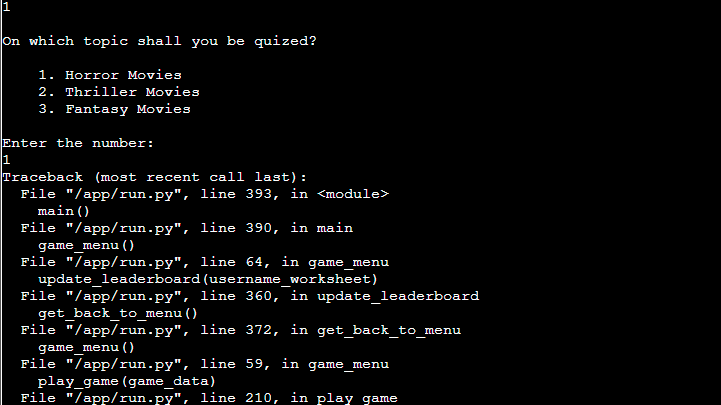 1
On which topic shall you be quized?
1. Horror Movies
2. Thriller Movies
3. Fantasy Movies
Enter the number:
1
Traceback (most recent call last):
File "/app/run.py", line 393, in <module>
main()
File "/app/run.py", line 390, in main
game_menu()
File "/app/run.py", line 64, in game_menu
update_leaderboard(username_worksheet)
File "/app/run.py", line 360, in update_leaderboard
get_back_to_menu()
File "/app/run.py", line 372, in get_back_to_menu
game_menu()
File "/app/run.py", line 59, in game_menu
play_game(game_data)
File "/app/run.py", line 210, in play_game